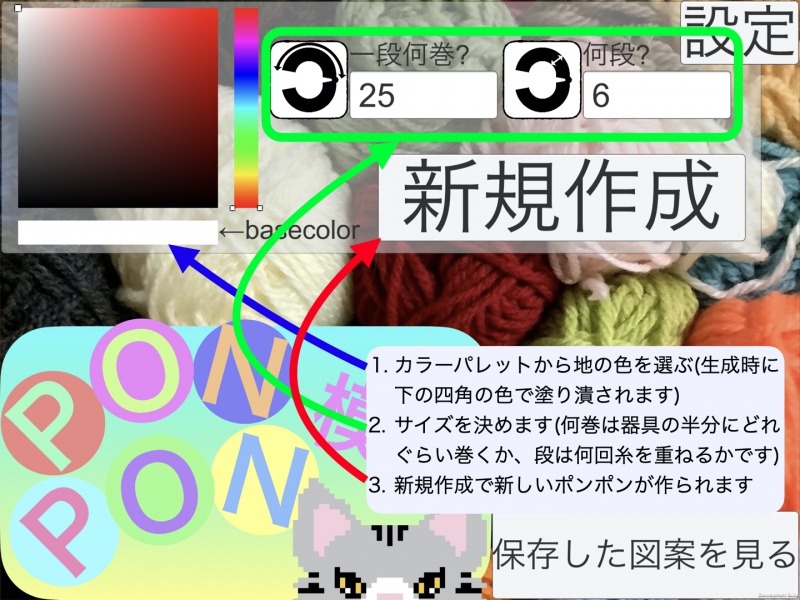 設定
一段何巻?
何段?
25
6
新規作成
←basecolor
1. カラーパレットから地の色を選ぶ(生成時に
下の四角の色で塗り潰されます)
2. サイズを決めます(何巻は器具の半分にどれ
ぐらい巻くか、段は何回糸を重ねるかです)
3. 新規作成で新しいポンポンが作られます
PON
模
PON
保存した図案を見る